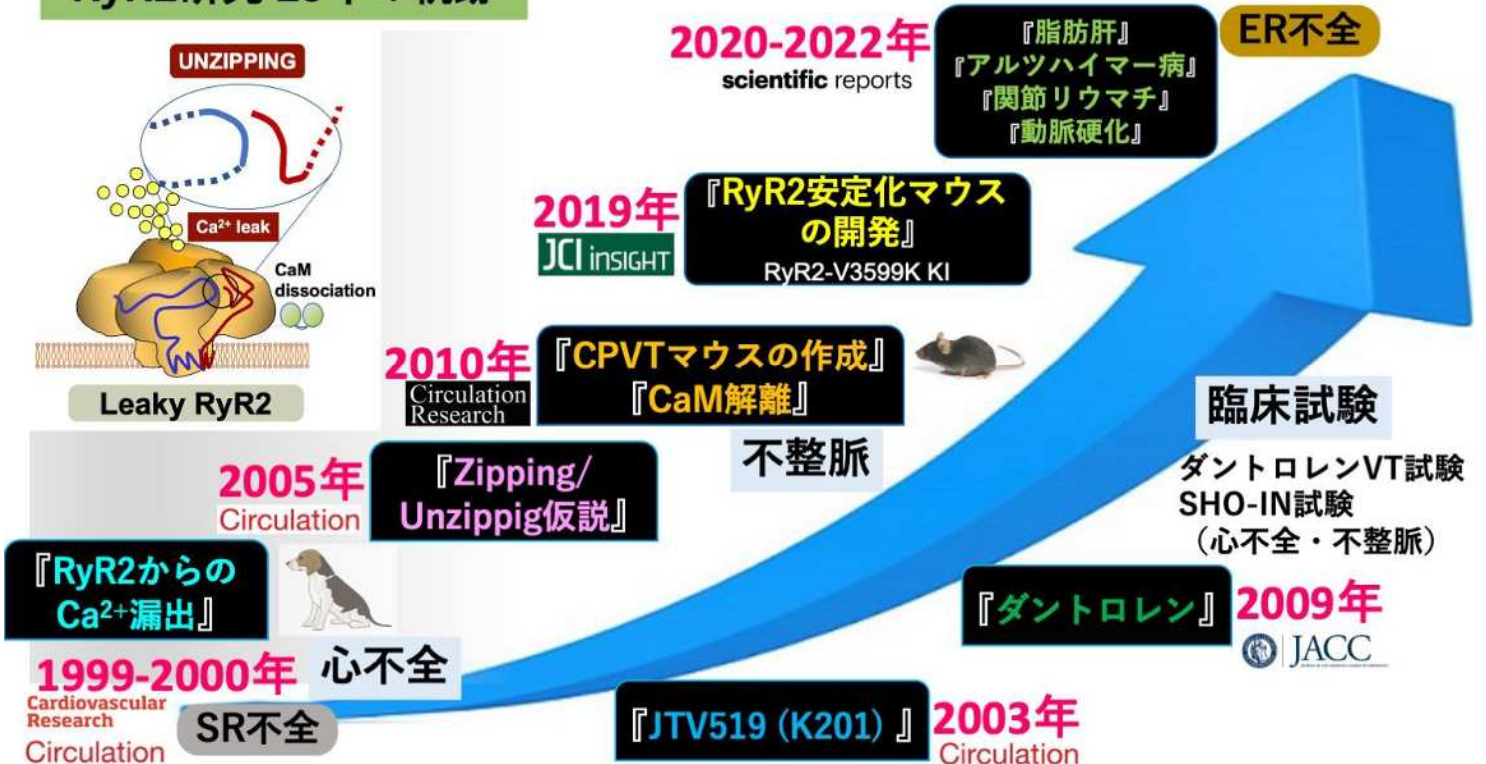 UNZIPPING
Ca²⁺ leak
CaM
dissociation
Leaky RyR2
2020-2022年
scientific reports
『脂肪肝』
『アルツハイマー病』
『関節リウマチ』
『動脈硬化』
ER不全
2019年
JCI insIGHT
『RyR2安定化マウス
の開発』
RyR2-V3599K KI
2010年
Circulation
Research
『CPVTマウスの作成』
『CaM解離』
不整脈
2005年
Circulation
『Zipping/
Unzippig仮説』
『RyR2からの
Ca²⁺漏出』
1999-2000年
心不全
Cardiovascular
Research
Circulation
SR不全
『JTV519 (K201) 』
2003年
Circulation
『ダントロレン』
2009年
JACC
臨床試験
ダントロレンVT試験
SHO-IN試験
（心不全・不整脈）